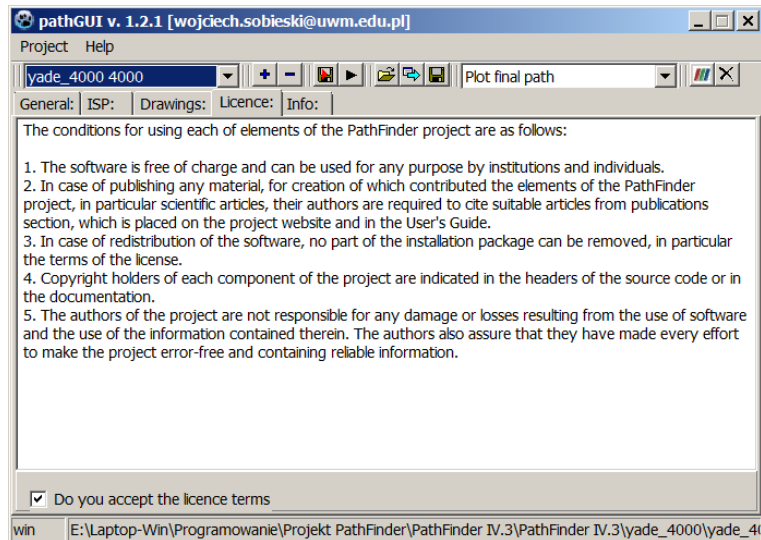 pathGUI v. 1.2.1 [wojciech.sobieski@uwm.edu.pl]
Project Help
yade_4000 4000
Plot final path
General: ISP: Drawings: Licence: Info:
The conditions for using each of elements of the PathFinder project are as follows:
1. The software is free of charge and can be used for any purpose by institutions and individuals.
2. In case of publishing any material, for creation of which contributed the elements of the PathFinder
project, in particular scientific articles, their authors are required to cite suitable articles from publications
section, which is placed on the project website and in the User's Guide.
3. In case of redistribution of the software, no part of the installation package can be removed, in particular
the terms of the license.
4. Copyright holders of each component of the project are indicated in the headers of the source code or in
the documentation.
5. The authors of the project are not responsible for any damage or losses resulting from the use of software
and the use of the information contained therein. The authors also assure that they have made every effort
to make the project error-free and containing reliable information.
Do you accept the licence terms
win E:\Laptop-Win\Programowanie\Projekt PathFinder\PathFinder IV.3\PathFinder IV.3\yade_4000\yade_40